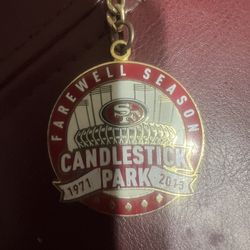 FAREWELL SEASON
SF
CANDLESTICK
PARK
1971 2013